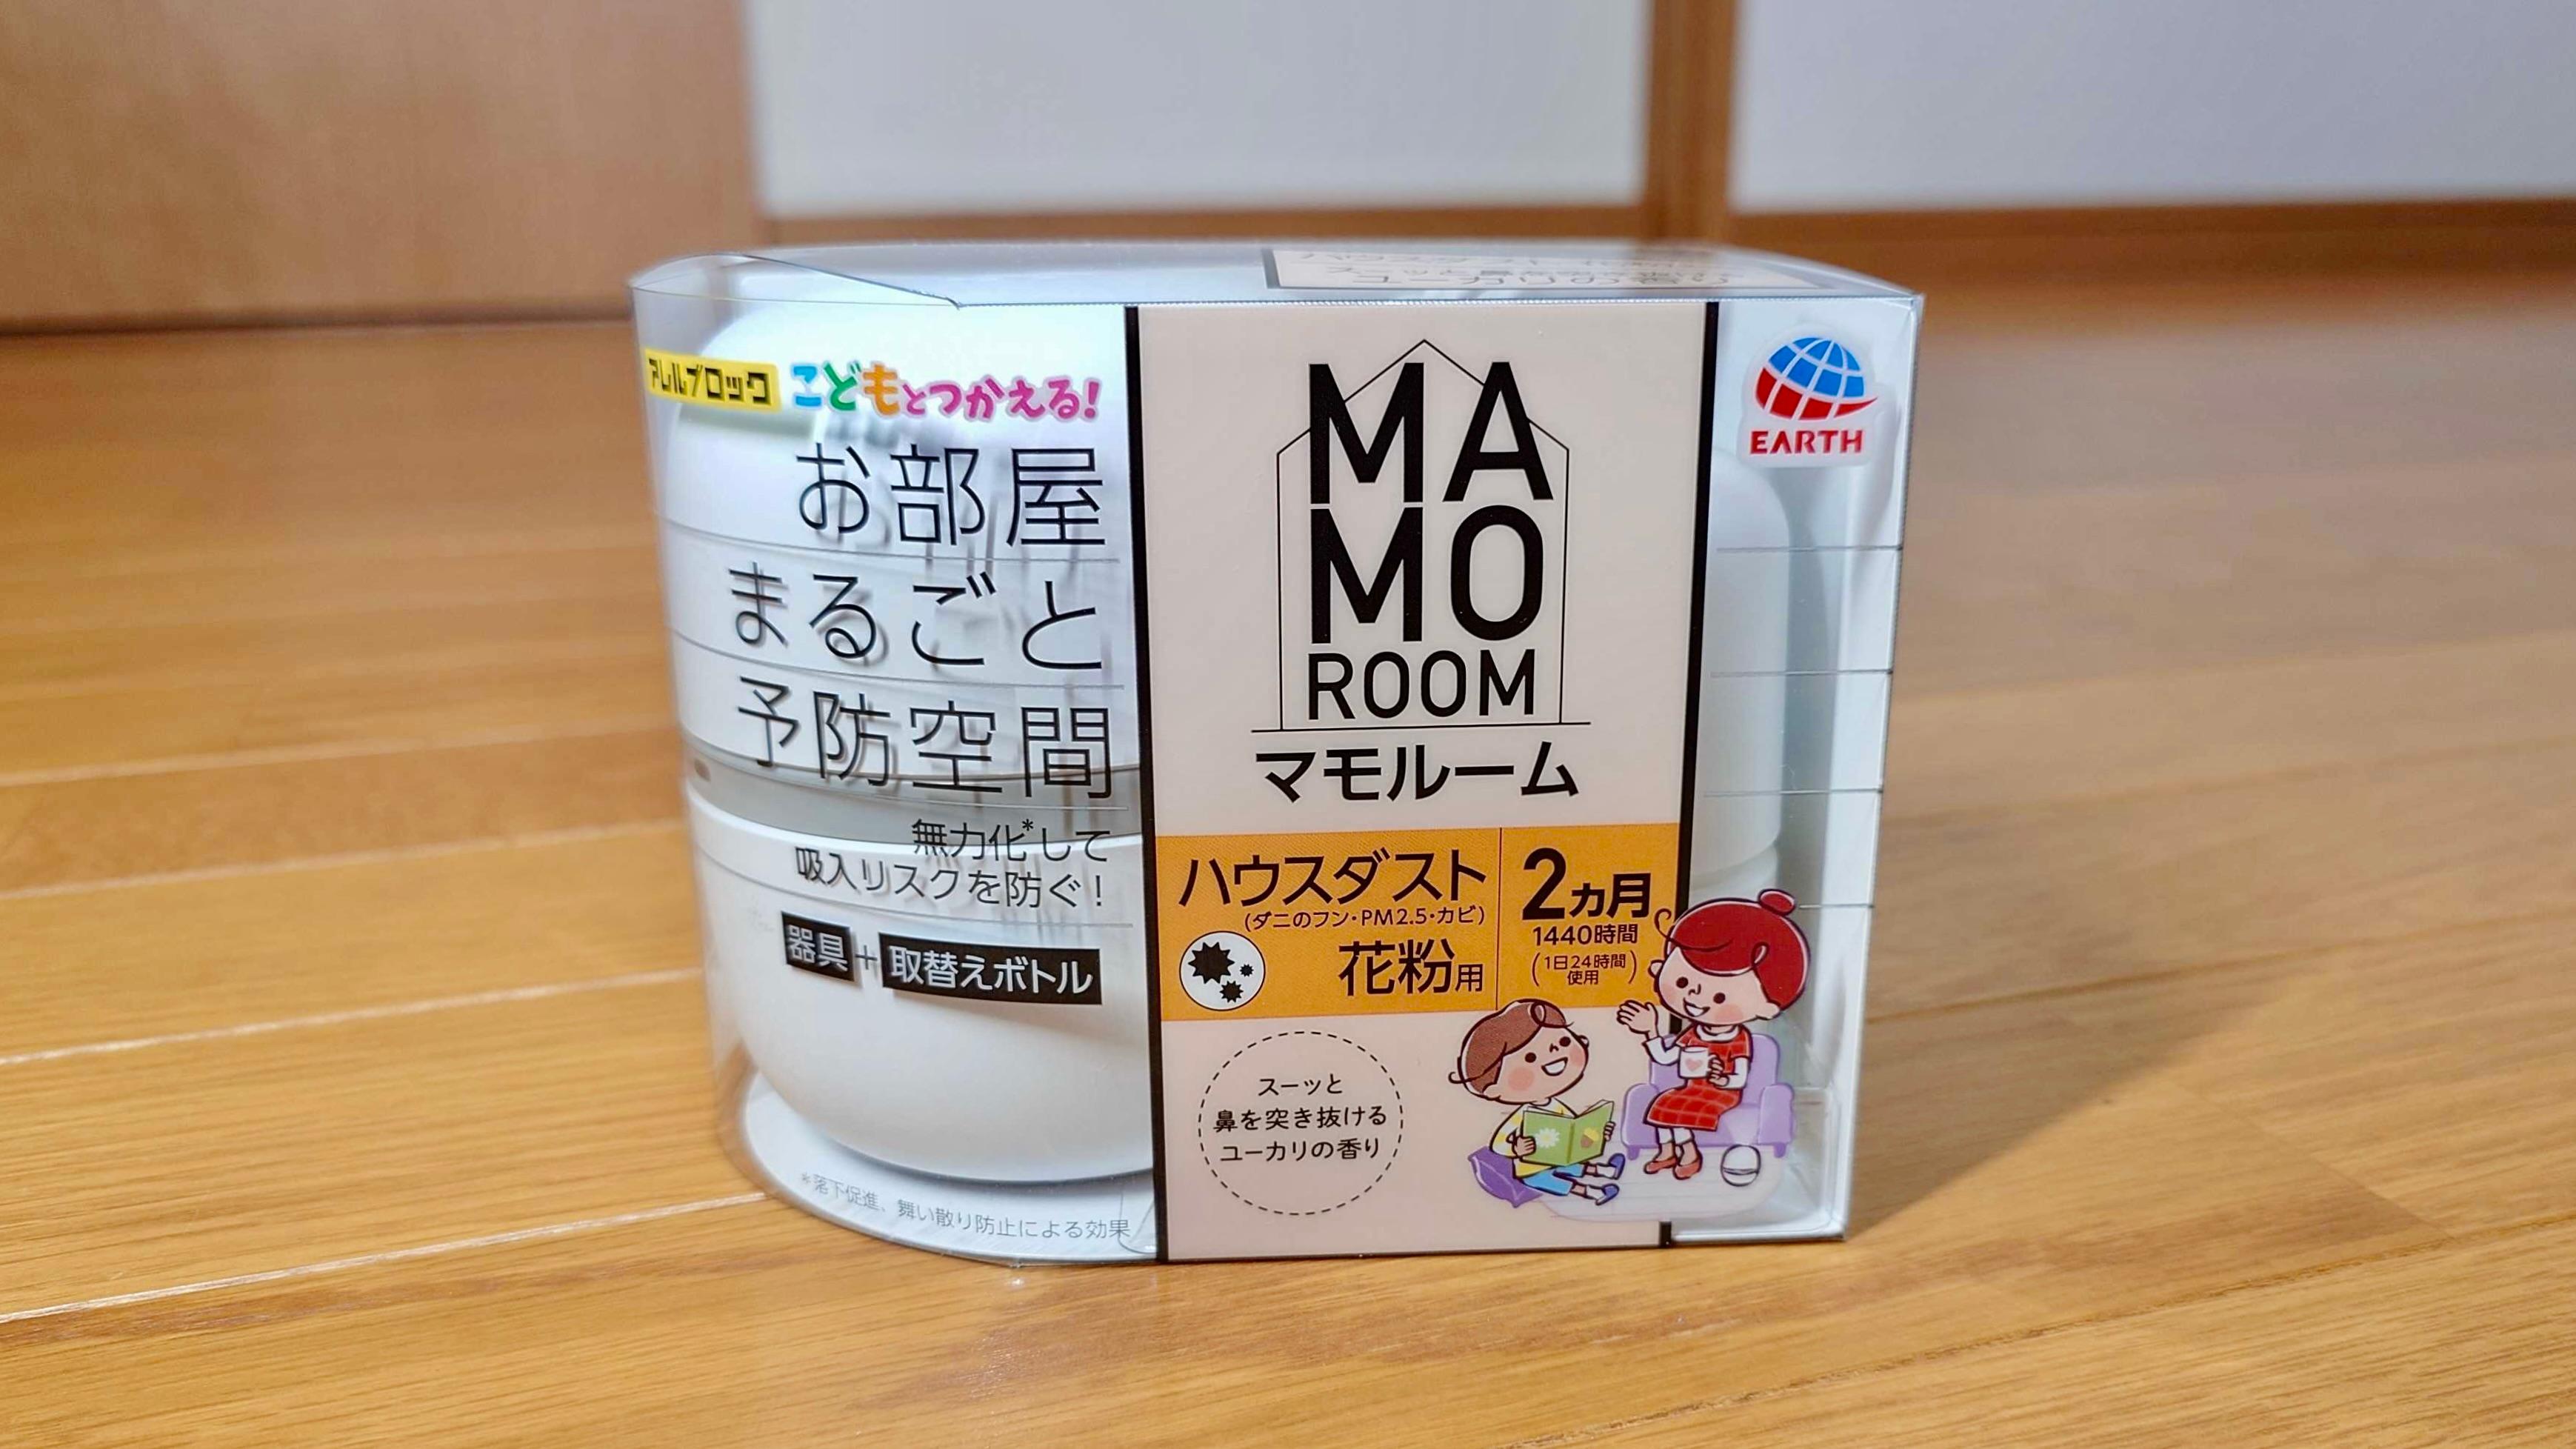 アレルブロック こどもとつかえる!
お部屋
まるごと
予防空間
無力化*して
吸入リスクを防ぐ!
器具+取替えボトル
*落下促進、舞い散り防止による効果
MA
MO
ROOM
マモルーム
ハウスダスト
(ダニのフン・PM2.5・カビ)
花粉用
2ヵ月
1440時間
(1日24時間
使用)
スーッと
鼻を突き抜ける
ユーカリの香り
EARTH